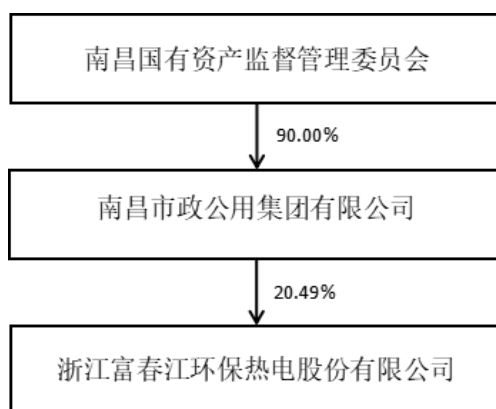 南昌国有资产监督管理委员会
90.00%
南昌市政公用集团有限公司
20.49%
浙江富春江环保热电股份有限公司